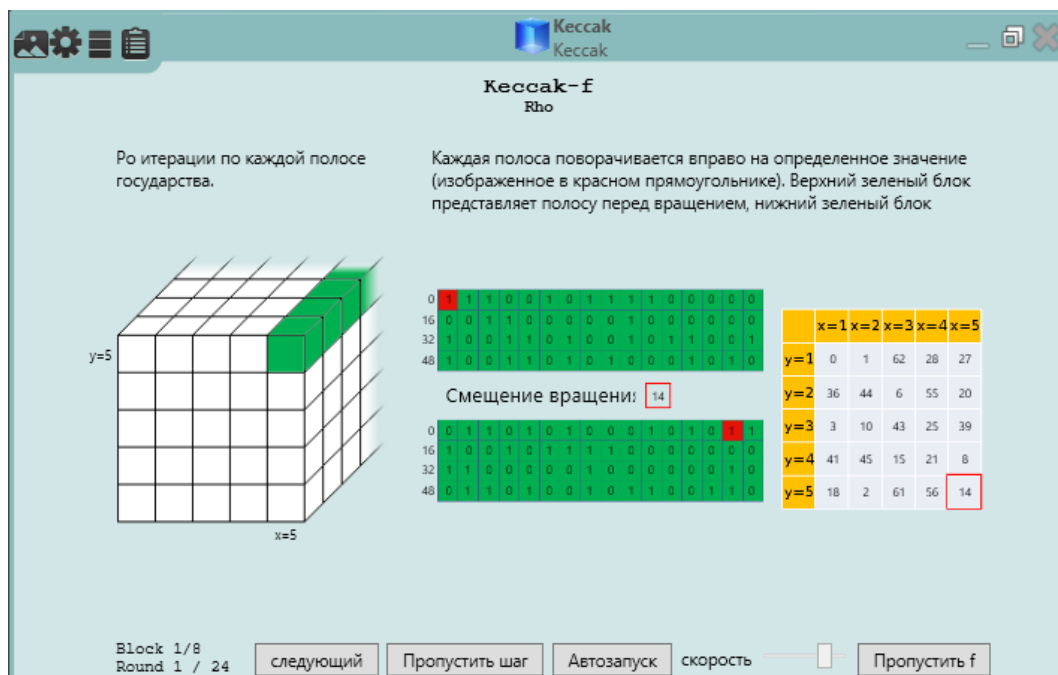 Keccak
Keccak
Keccak-f
Rho
Ро итерации по каждой полосе
государства.
Каждая полоса поворачивается вправо на определенное значение
(изображенное в красном прямоугольнике). Верхний зеленый блок
представляет полосу перед вращением, нижний зеленый блок
y=5
x=5
0 1 1 1 0 0 1 0 1 1 1 1 0 0 0 0 0
16 0 0 1 1 0 0 0 0 1 0 0 0 0 0 0 0
32 1 0 0 1 1 0 1 0 0 1 0 1 1 0 0 1
48 1 0 0 1 1 0 1 0 1 0 0 0 1 0 1 0
Смещение вращени: 14
0 0 1 1 0 1 0 1 0 0 0 1 0 1 0 1 1
16 1 0 0 1 0 1 1 1 1 0 0 0 0 0 0 0
32 1 1 0 0 0 0 1 0 0 0 0 0 0 0 1 0
48 0 1 1 0 1 0 0 1 0 1 1 0 0 1 1 0
x=1 x=2 x=3 x=4 x=5
y=1 0 1 62 28 27
y=2 36 44 6 55 20
y=3 3 10 43 25 39
y=4 41 45 15 21 8
y=5 18 2 61 56 14
Block 1/8
Round 1 / 24
следующий
Пропустить шаг
Автозапуск
скорость
Пропустить f